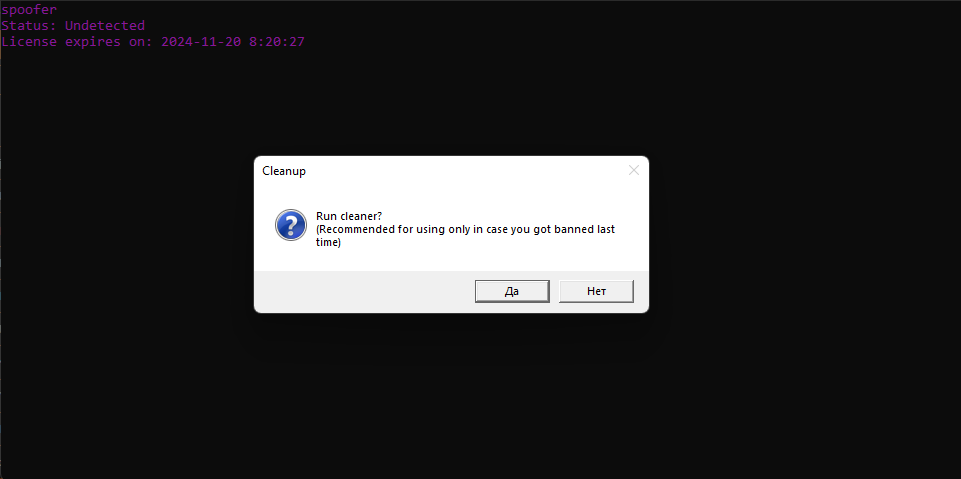 spoofer
Status: Undetected
License expires on: 2024-11-20 8:20:27
Cleanup
Run cleaner?
(Recommended for using only in case you got banned last
time)
Да
Нет